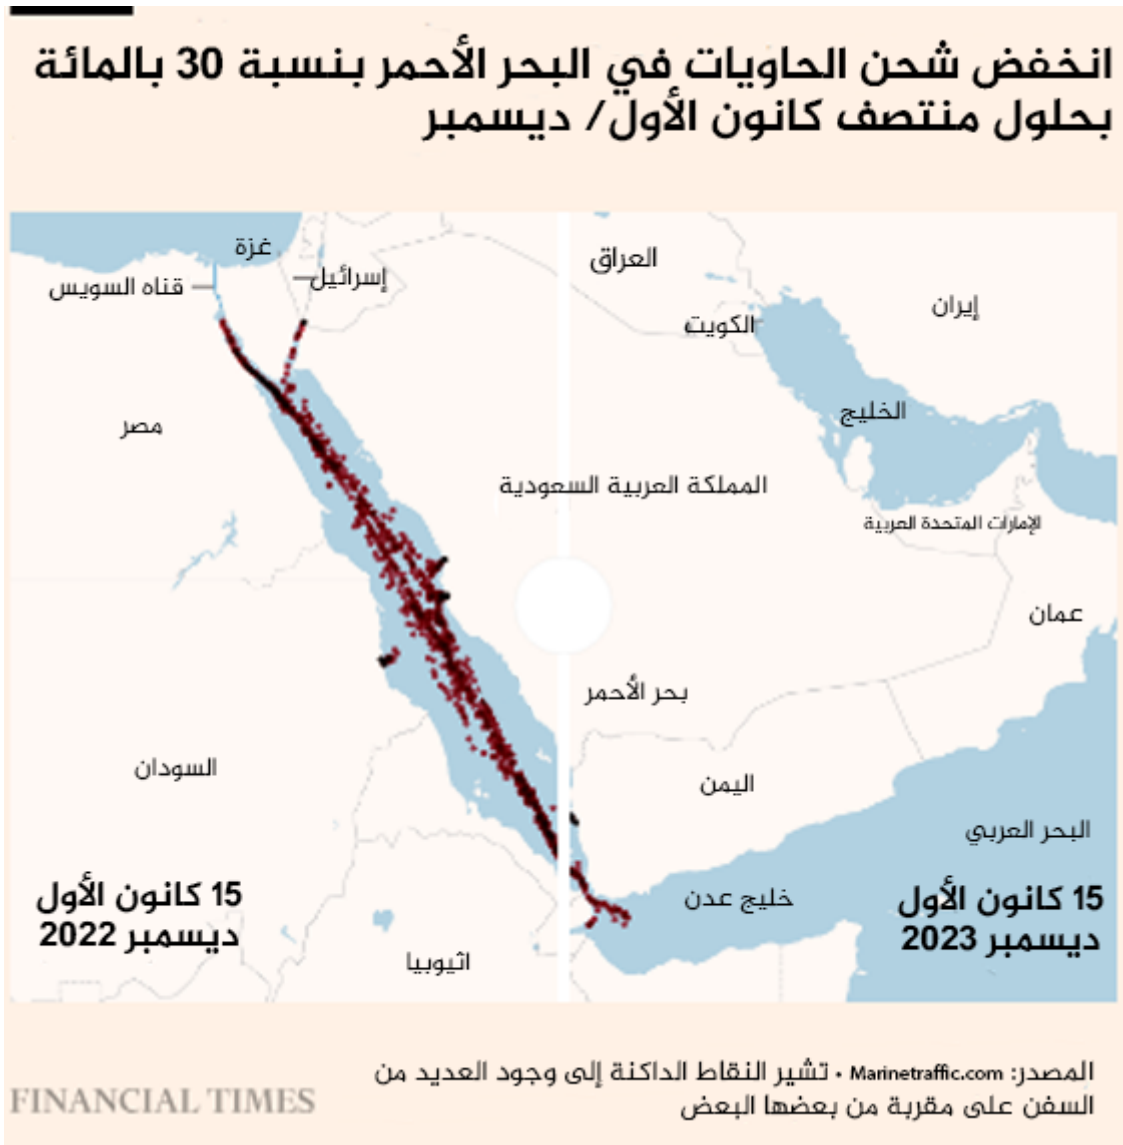 انخفض شحن الحاويات في البحر الأحمر بنسبة 30 بالمائة
بحلول منتصف كانون الأول/ ديسمبر
غزة
إسرائيل
قناه السويس
العراق
إيران
الكويت
الخليج
مصر
المملكة العربية السعودية
الإمارات المتحدة العربية
عمان
بحر الأحمر
السودان
اليمن
البحر العربي
خليج عدن
15 كانون الأول
ديسمبر 2023
15 كانون الأول
ديسمبر 2022
اثيوبيا
المصدر: Marinetraffic.com • تشير النقاط الداكنة إلى وجود العديد من
السفن على مقربة من بعضها البعض
FINANCIAL TIMES